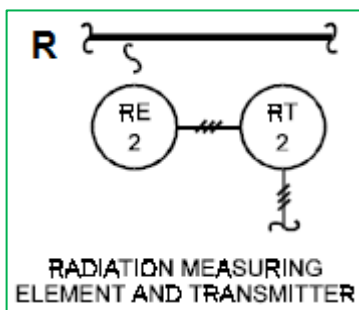 R
RE RT
2 2
RADIATION MEASURING
ELEMENT AND TRANSMITTER